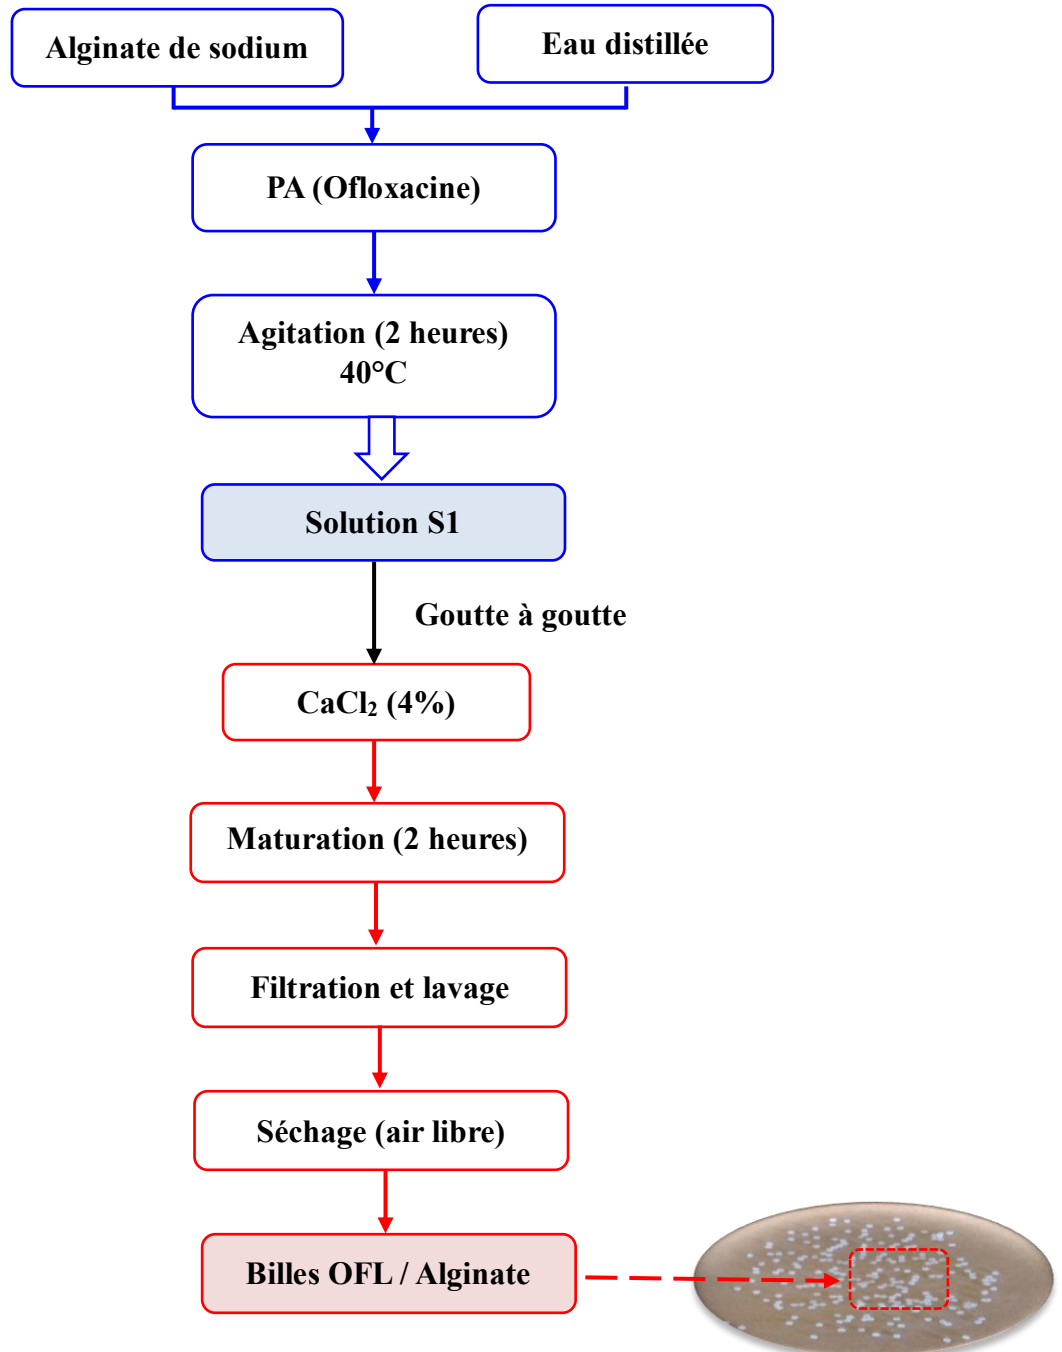 Alginate de sodium
Eau distillée
PA (Ofloxacine)
Agitation (2 heures)
40°C
Solution S1
Goutte à goutte
CaCl₂ (4%)
Maturation (2 heures)
Filtration et lavage
Séchage (air libre)
Billes OFL / Alginate